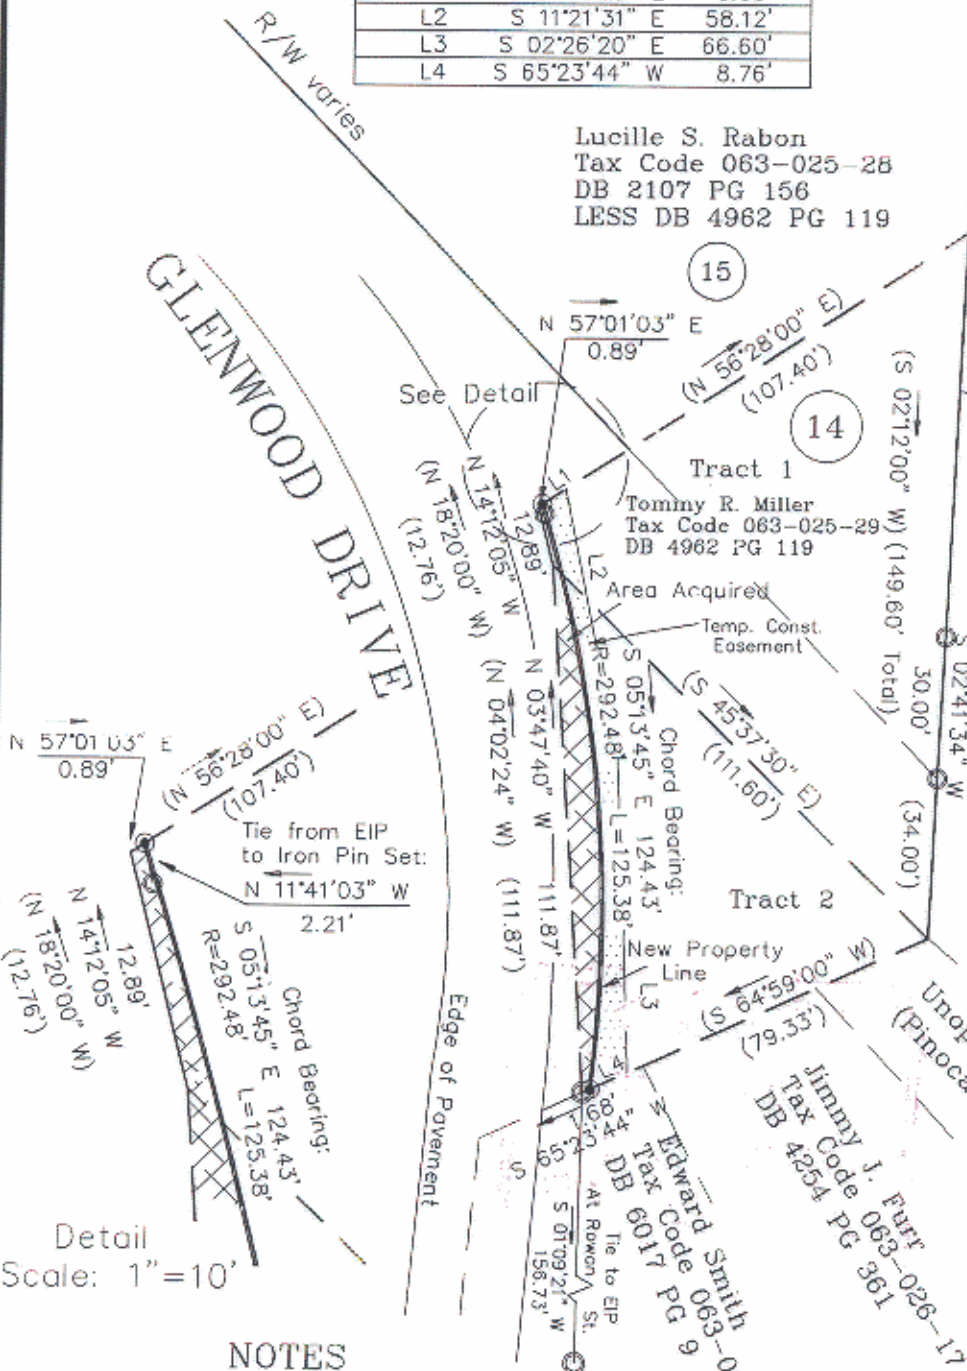 L2 S 11°21'31" E 58.12'
L3 S 02°26'20" E 66.60'
L4 S 65°23'44" W 8.76'
R/W varies
Lucille S. Rabon
Tax Code 063-025-28
DB 2107 PG 156
LESS DB 4962 PG 119
15
GLENWOOD DRIVE
N 57°01'03" E
0.89'
(N 56°28'00" E)
(107.40')
See Detail
14
(S 02°12'00" W) (149.60' Total)
Tract 1
Tommy R. Miller
Tax Code 063-025-29
DB 4962 PG 119
N 14°12'05" W
12.89'
(N 18°20'00" W)
(12.76')
L1
L2
Area Acquired
Temp. Const.
Easement
S 02°41'34" W
30.00'
(34.00')
(S 45°37'30" E)
(111.60')
Chord Bearing:
S 05°13'45" E 124.43'
R=292.48' L=125.38'
N 03°47'40" W 111.87'
(N 04°02'24" W) (111.87')
N 57°01'03" E
0.89'
(N 56°28'00" E)
(107.40')
Tie from EIP
to Iron Pin Set:
N 11°41'03" W
2.21'
12.89'
N 14°12'05" W
(N 18°20'00" W)
(12.76')
Chord Bearing:
S 05°13'45" E 124.43'
R=292.48' L=125.38'
Tract 2
New Property
Line
L3
L4
(S 64°59'00" W)
(79.33')
Edge of Pavement
Jimmy J. Furr
Tax Code 063-026-17
DB 4254 PG 361
Edward Smith
Tax Code 063-0
DB 6017 PG 9
Tie to EIP
At Rowan St.
S 01°09'21" W
156.73'
Detail
Scale: 1"=10'
NOTES